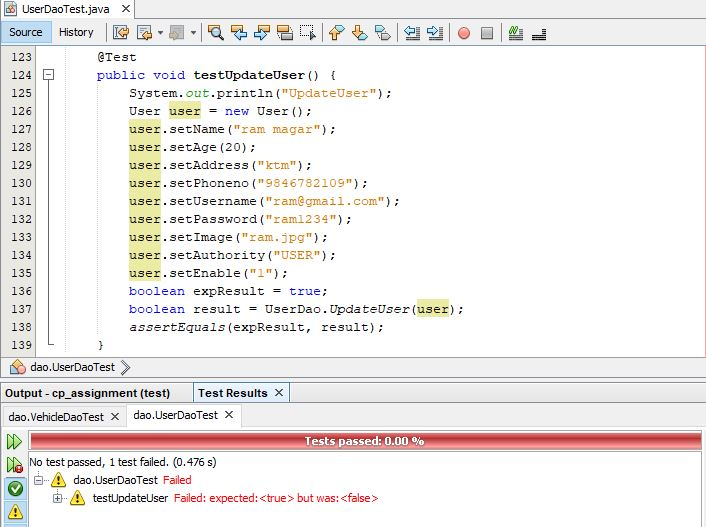 UserDaoTest.java
Source History
123 @Test
124 public void testUpdateUser() {
125 System.out.println("UpdateUser");
126 User user = new User();
127 user.setName("ram magar");
128 user.setAge(20);
129 user.setAddress("ktm");
130 user.setPhoneno("9846782109");
131 user.setUsername("ram@gmail.com");
132 user.setPassword("ram1234");
133 user.setImage("ram.jpg");
134 user.setAuthority("USER");
135 user.setEnable("1");
136 boolean expResult = true;
137 boolean result = UserDao.UpdateUser(user);
138 assertEquals(expResult, result);
139 }
dao.UserDaoTest
Output - cp_assignment (test) Test Results
dao.VehicleDaoTest dao.UserDaoTest
Tests passed: 0.00 %
No test passed, 1 test failed. (0.476 s)
dao.UserDaoTest Failed
testUpdateUser Failed: expected:<true> but was:<false>